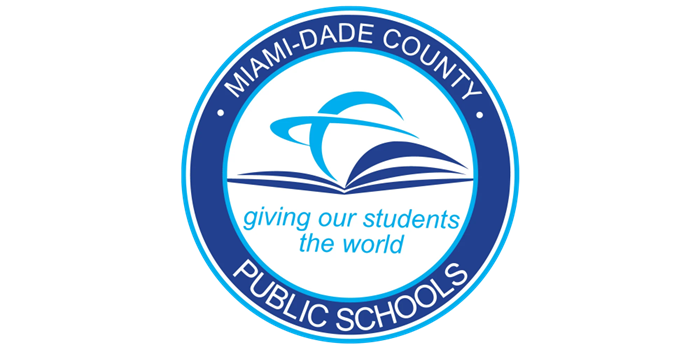 · MIAMI-DADE COUNTY ·
giving our students
the world
PUBLIC SCHOOLS